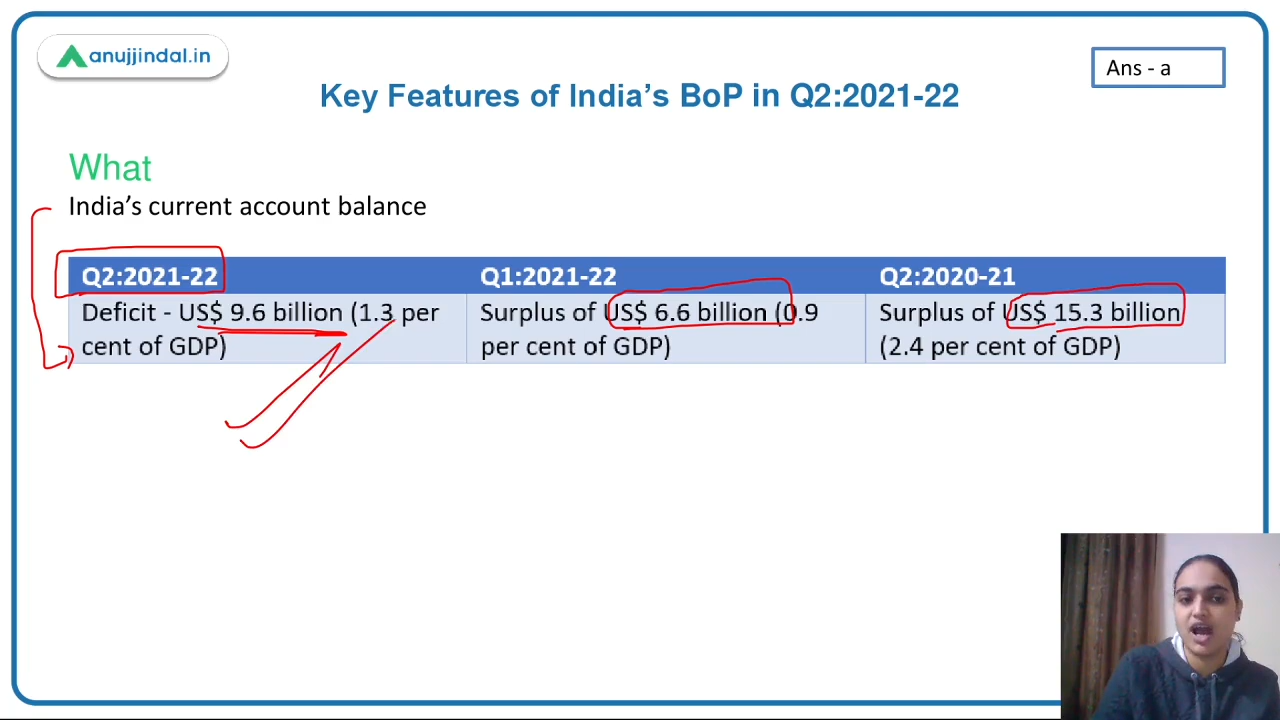 anujjindal.in
Ans - a
Key Features of India's BoP in Q2:2021-22
What
India's current account balance
Q2:2021-22 Q1:2021-22 Q2:2020-21
Deficit - US$ 9.6 billion (1.3 per Surplus of US$ 6.6 billion (0.9 Surplus of US$ 15.3 billion
cent of GDP) per cent of GDP) (2.4 per cent of GDP)